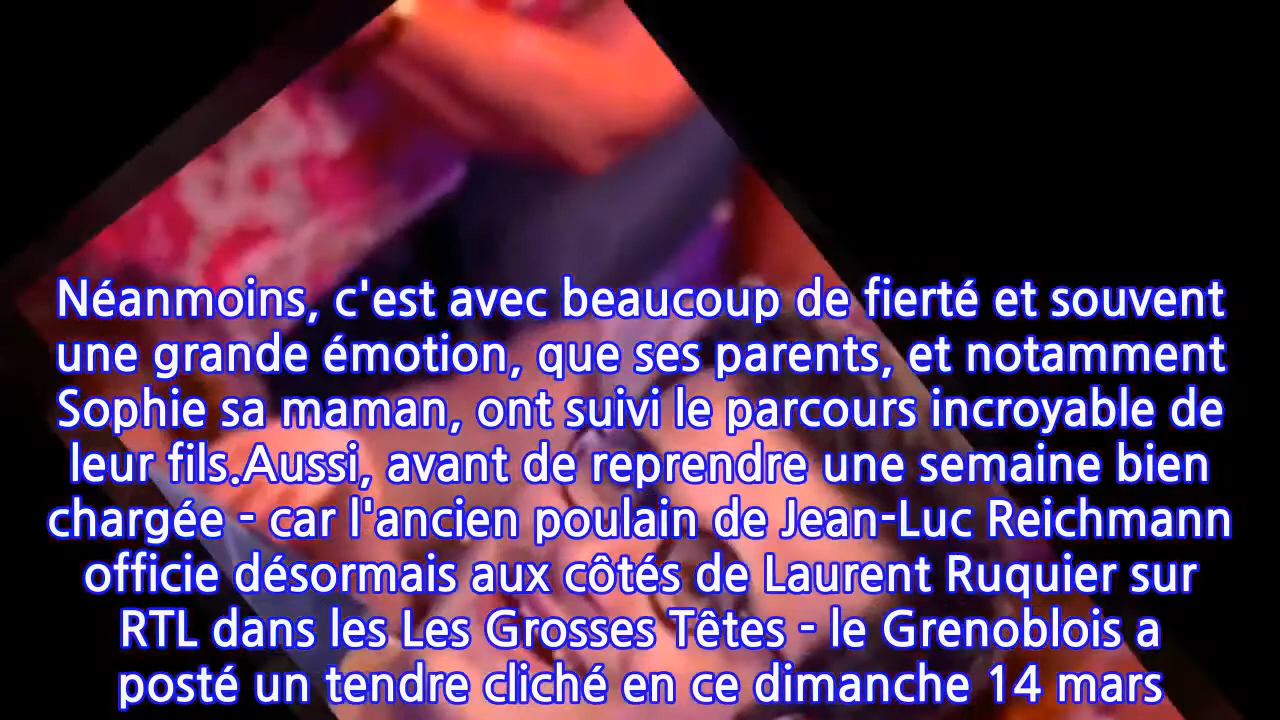 Néanmoins, c'est avec beaucoup de fierté et souvent
une grande émotion, que ses parents, et notamment
Sophie sa maman, ont suivi le parcours incroyable de
leur fils.Aussi, avant de reprendre une semaine bien
chargée - car l'ancien poulain de Jean-Luc Reichmann
officie désormais aux côtés de Laurent Ruquier sur
RTL dans les Les Grosses Têtes - le Grenoblois a
posté un tendre cliché en ce dimanche 14 mars